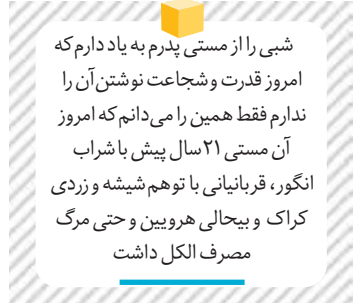 شبی را از مستی پدرم به یاد دارم که
امروز قدرت و شجاعت نوشتن آن را
ندارم فقط همین را می‌دانم که امروز
آن مستی ۲۱ سال پیش با شراب
انگور، قربانیانی با توهم شیشه و زردی
کراک و بیحالی هرویین و حتی مرگ
مصرف الکل داشت